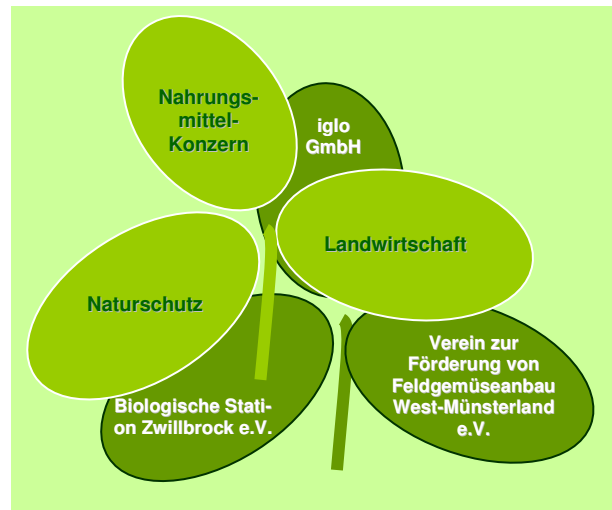 Nahrungs-
mittel-
Konzern
iglo
GmbH
Landwirtschaft
Naturschutz
Verein zur
Förderung von
Feldgemüseanbau
West-Münsterland
e.V.
Biologische Stati-
on Zwillbrock e.V.